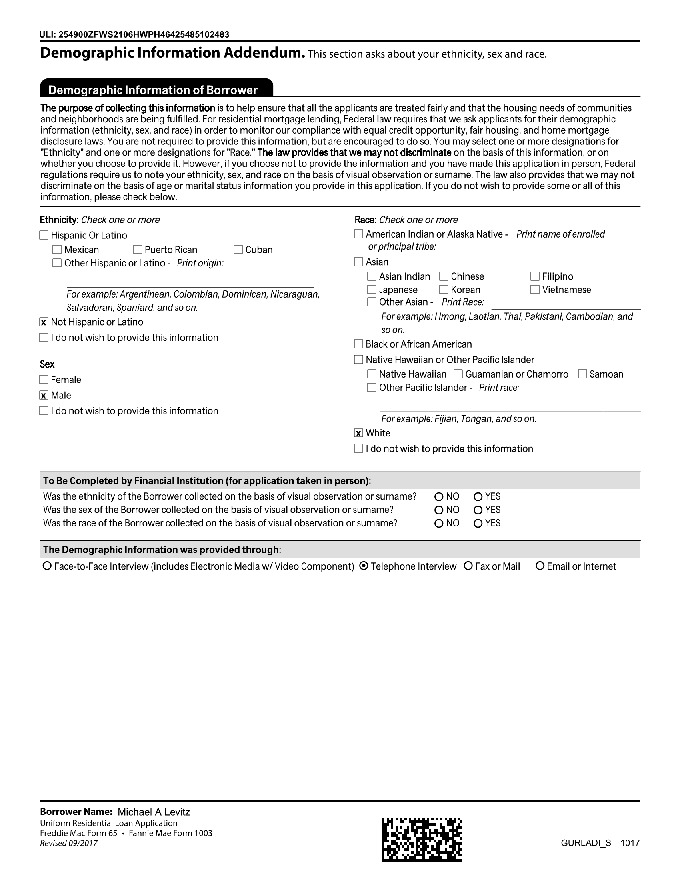 ULI: 254900ZFWS2106HWPH46425485102483
Demographic Information Addendum. This section asks about your ethnicity, sex and race.
Demographic Information of Borrower
The purpose of collecting this information is to help ensure that all the applicants are treated fairly and that the housing needs of communities
and neighborhoods are being fulfilled. For residential mortgage lending, Federal law requires that we ask applicants for their demographic
information (ethnicity, sex, and race) in order to monitor our compliance with equal credit opportunity, fair housing, and home mortgage
disclosure laws. You are not required to provide this information, but are encouraged to do so. You may select one or more designations for
"Ethnicity" and one or more designations for "Race." The law provides that we may not discriminate on the basis of this information, or on
whether you choose to provide it. However, if you choose not to provide the information and you have made this application in person, Federal
regulations require us to note your ethnicity, sex, and race on the basis of visual observation or surname. The law also provides that we may not
discriminate on the basis of age or marital status information you provide in this application. If you do not wish to provide some or all of this
information, please check below.
Ethnicity: Check one or more
Hispanic Or Latino
Mexican Puerto Rican Cuban
Other Hispanic or Latino - Print origin:
For example: Argentinean, Colombian, Dominican, Nicaraguan,
Salvadoran, Spaniard, and so on.
x Not Hispanic or Latino
I do not wish to provide this information
Sex
Female
x Male
I do not wish to provide this information
Race: Check one or more
American Indian or Alaska Native - Print name of enrolled
or principal tribe:
Asian
Asian Indian Chinese Filipino
Japanese Korean Vietnamese
Other Asian - Print Race:
For example: Hmong, Laotian, Thai, Pakistani, Cambodian, and
so on.
Black or African American
Native Hawaiian or Other Pacific Islander
Native Hawaiian Guamanian or Chamorro Samoan
Other Pacific Islander - Print race:
For example: Fijian, Tongan, and so on.
x White
I do not wish to provide this information
To Be Completed by Financial Institution (for application taken in person):
Was the ethnicity of the Borrower collected on the basis of visual observation or surname? NO YES
Was the sex of the Borrower collected on the basis of visual observation or surname? NO YES
Was the race of the Borrower collected on the basis of visual observation or surname? NO YES
The Demographic Information was provided through:
Face-to-Face Interview (includes Electronic Media w/ Video Component) Telephone Interview Fax or Mail Email or Internet
Borrower Name: Michael A Levitz
Uniform Residential Loan Application
Freddie Mac Form 65 • Fannie Mae Form 1003
Revised 09/2017
GURLADI_S 1017